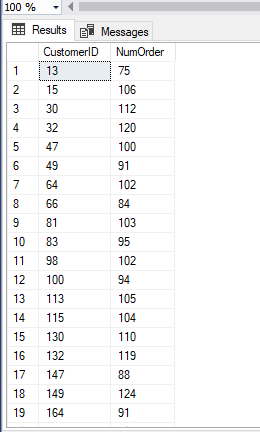 100 %
Results Messages
CustomerID NumOrder
1 13 75
2 15 106
3 30 112
4 32 120
5 47 100
6 49 91
7 64 102
8 66 84
9 81 103
10 83 95
11 98 102
12 100 94
13 113 105
14 115 104
15 130 110
16 132 119
17 147 88
18 149 124
19 164 91